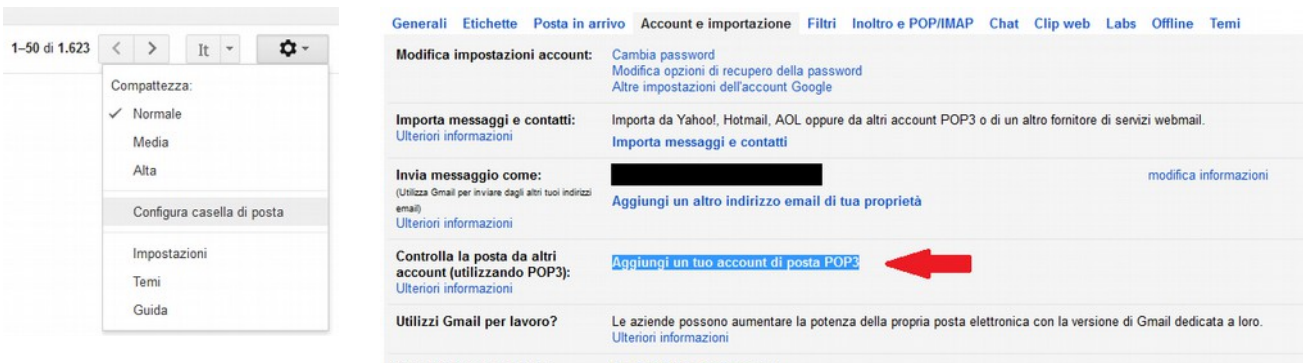 1–50 di 1.623
It
Compattezza:
Normale
Media
Alta
Configura casella di posta
Impostazioni
Temi
Guida
Generali Etichette Posta in arrivo Account e importazione Filtri Inoltro e POP/IMAP Chat Clip web Labs Offline Temi
Modifica impostazioni account:
Cambia password
Modifica opzioni di recupero della password
Altre impostazioni dell'account Google
Importa messaggi e contatti:
Ulteriori informazioni
Importa da Yahoo!, Hotmail, AOL oppure da altri account POP3 o di un altro fornitore di servizi webmail.
Importa messaggi e contatti
Invia messaggio come:
(Utilizza Gmail per inviare dagli altri tuoi indirizzi
email)
Ulteriori informazioni
modifica informazioni
Aggiungi un altro indirizzo email di tua proprietà
Controlla la posta da altri
account (utilizzando POP3):
Ulteriori informazioni
Aggiungi un tuo account di posta POP3
Utilizzi Gmail per lavoro?
Le aziende possono aumentare la potenza della propria posta elettronica con la versione di Gmail dedicata a loro.
Ulteriori informazioni